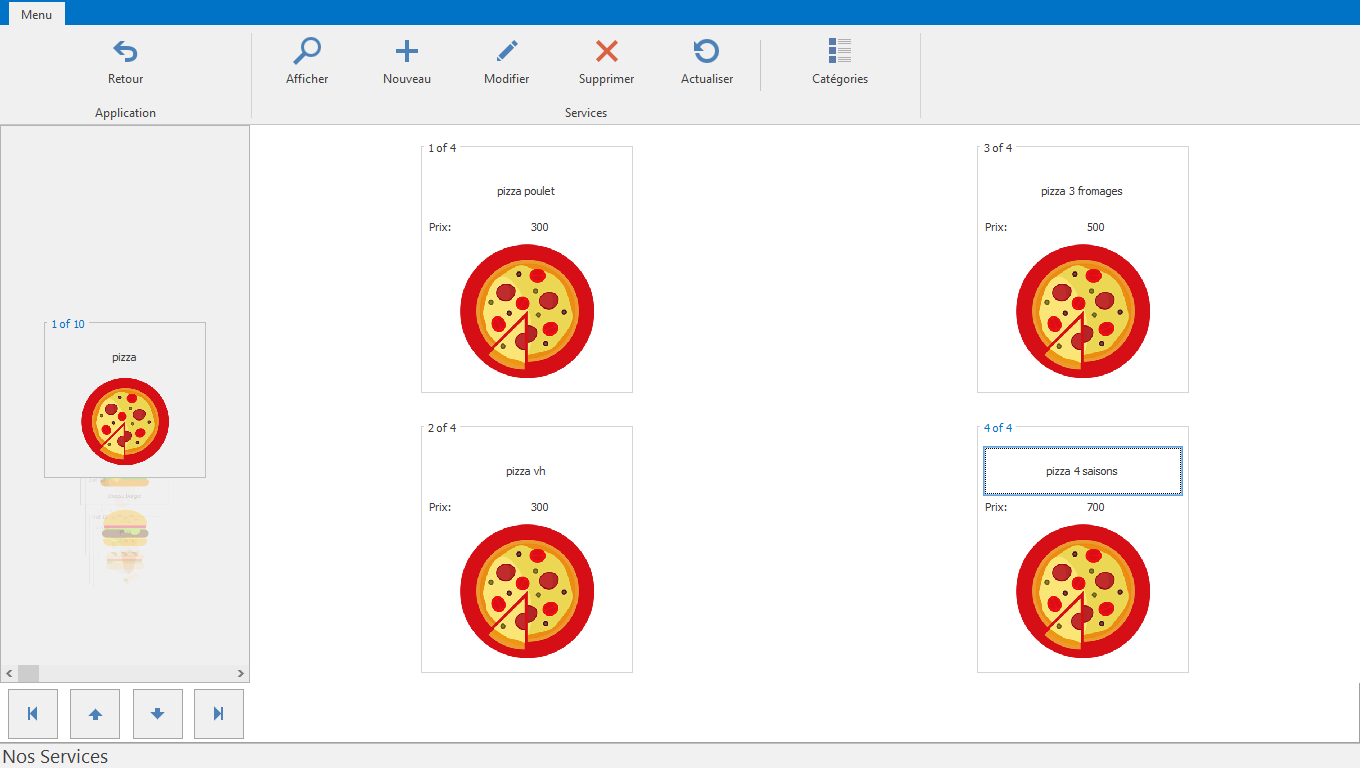 Menu
Retour
Afficher
Nouveau
Modifier
Supprimer
Actualiser
Catégories
Application
Services
1 of 10
pizza
cheese burger
1 of 4
pizza poulet
Prix: 300
3 of 4
pizza 3 fromages
Prix: 500
2 of 4
pizza vh
Prix: 300
4 of 4
pizza 4 saisons
Prix: 700
Nos Services